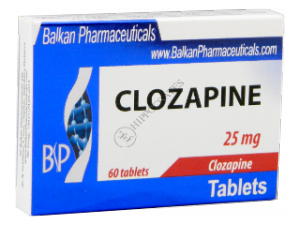 Balkan Pharmaceuticals
www.BalkanPharmaceuticals.com
CLOZAPINE
25 mg
BP
60 tablets
Clozapine
Tablets